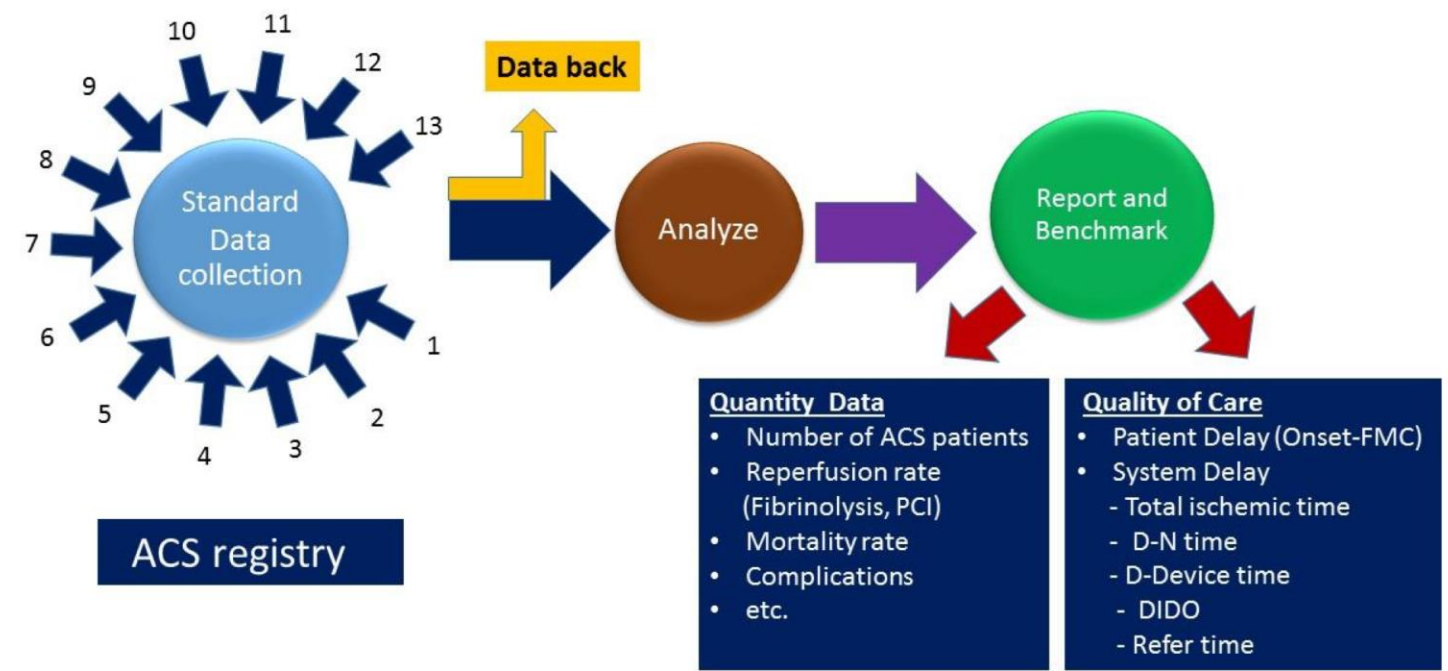 11
10
12
9
Data back
13
8
Standard
Data
collection
7
Analyze
Report and
Benchmark
6
1
5
2
4
3
ACS registry
Quantity Data
• Number of ACS patients
• Reperfusion rate
(Fibrinolysis, PCI)
• Mortality rate
• Complications
• etc.
Quality of Care
• Patient Delay (Onset-FMC)
• System Delay
- Total ischemic time
- D-N time
- D-Device time
- DIDO
- Refer time